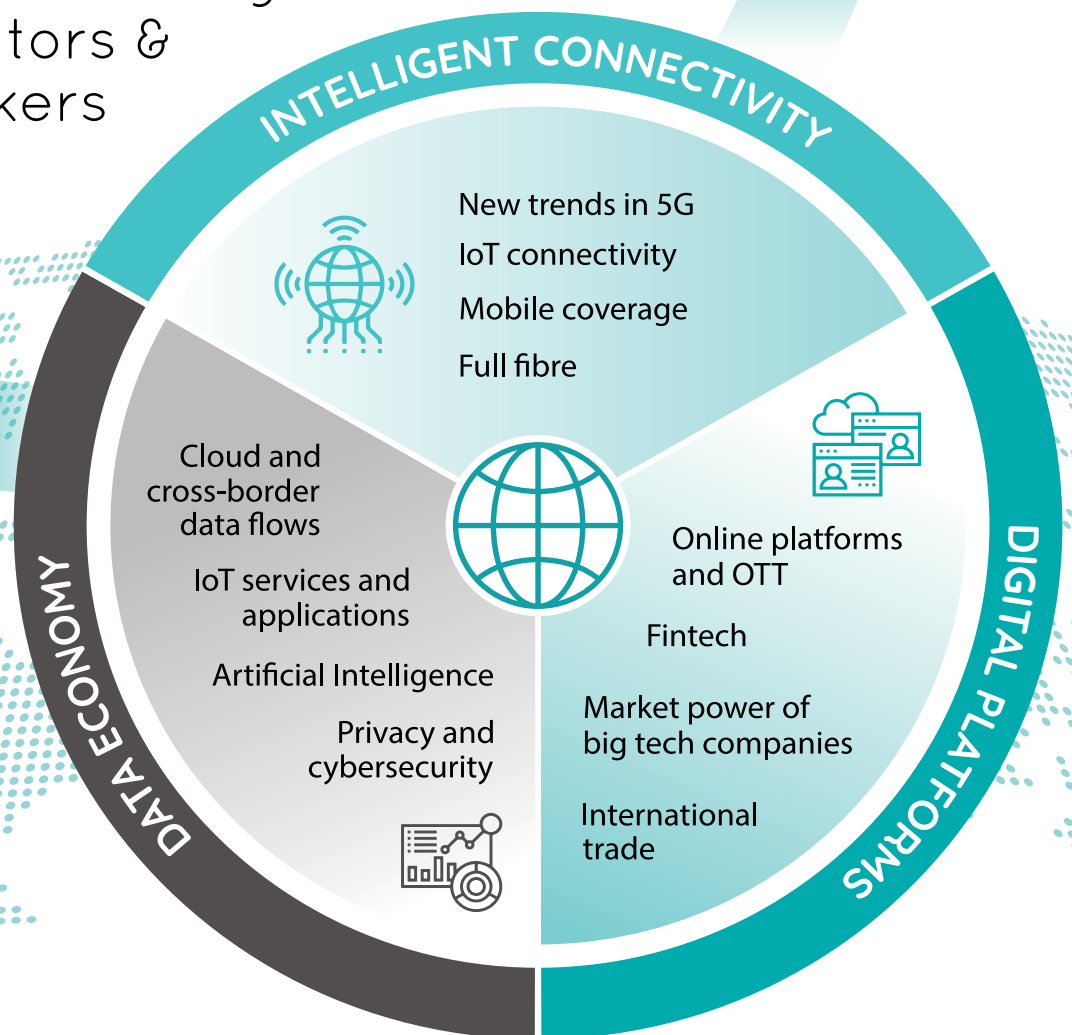 tors &
kers
INTELLIGENT CONNECTIVITY
New trends in 5G
IoT connectivity
Mobile coverage
Full fibre
Cloud and
cross-border
data flows
IoT services and
applications
Artificial Intelligence
Privacy and
cybersecurity
DATA ECONOMY
Online platforms
and OTT
Fintech
Market power of
big tech companies
International
trade
DIGITAL PLATFORMS